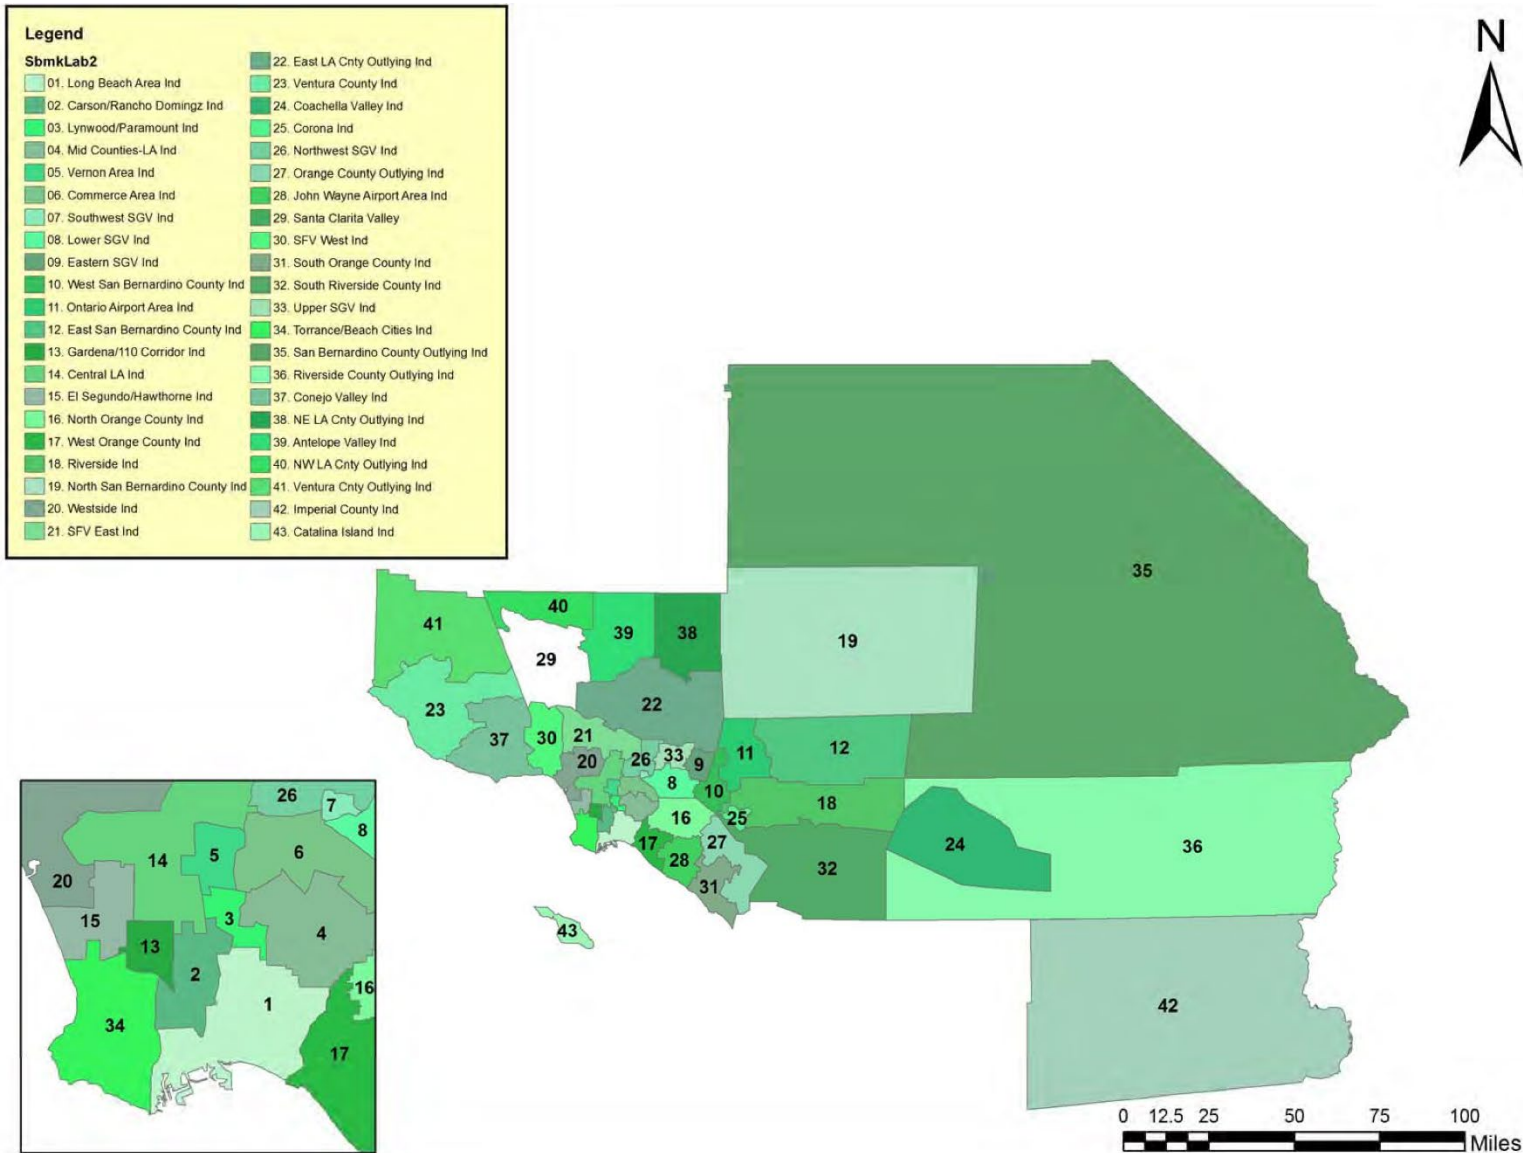 Legend
SbmkLab2
01. Long Beach Area Ind
02. Carson/Rancho Domingz Ind
03. Lynwood/Paramount Ind
04. Mid Counties-LA Ind
05. Vernon Area Ind
06. Commerce Area Ind
07. Southwest SGV Ind
08. Lower SGV Ind
09. Eastern SGV Ind
10. West San Bernardino County Ind
11. Ontario Airport Area Ind
12. East San Bernardino County Ind
13. Gardena/110 Corridor Ind
14. Central LA Ind
15. El Segundo/Hawthorne Ind
16. North Orange County Ind
17. West Orange County Ind
18. Riverside Ind
19. North San Bernardino County Ind
20. Westside Ind
21. SFV East Ind
22. East LA Cnty Outlying Ind
23. Ventura County Ind
24. Coachella Valley Ind
25. Corona Ind
26. Northwest SGV Ind
27. Orange County Outlying Ind
28. John Wayne Airport Area Ind
29. Santa Clarita Valley
30. SFV West Ind
31. South Orange County Ind
32. South Riverside County Ind
33. Upper SGV Ind
34. Torrance/Beach Cities Ind
35. San Bernardino County Outlying Ind
36. Riverside County Outlying Ind
37. Conejo Valley Ind
38. NE LA Cnty Outlying Ind
39. Antelope Valley Ind
40. NW LA Cnty Outlying Ind
41. Ventura Cnty Outlying Ind
42. Imperial County Ind
43. Catalina Island Ind
N
35
40
41
39
38
19
29
22
23
37
30
21
20
26
33
9
11
12
8
10
18
16
25
17
27
28
24
36
32
31
43
42
26
7
8
14
5
6
20
15
3
4
13
2
1
16
34
17
0 12.5 25 50 75 100
Miles